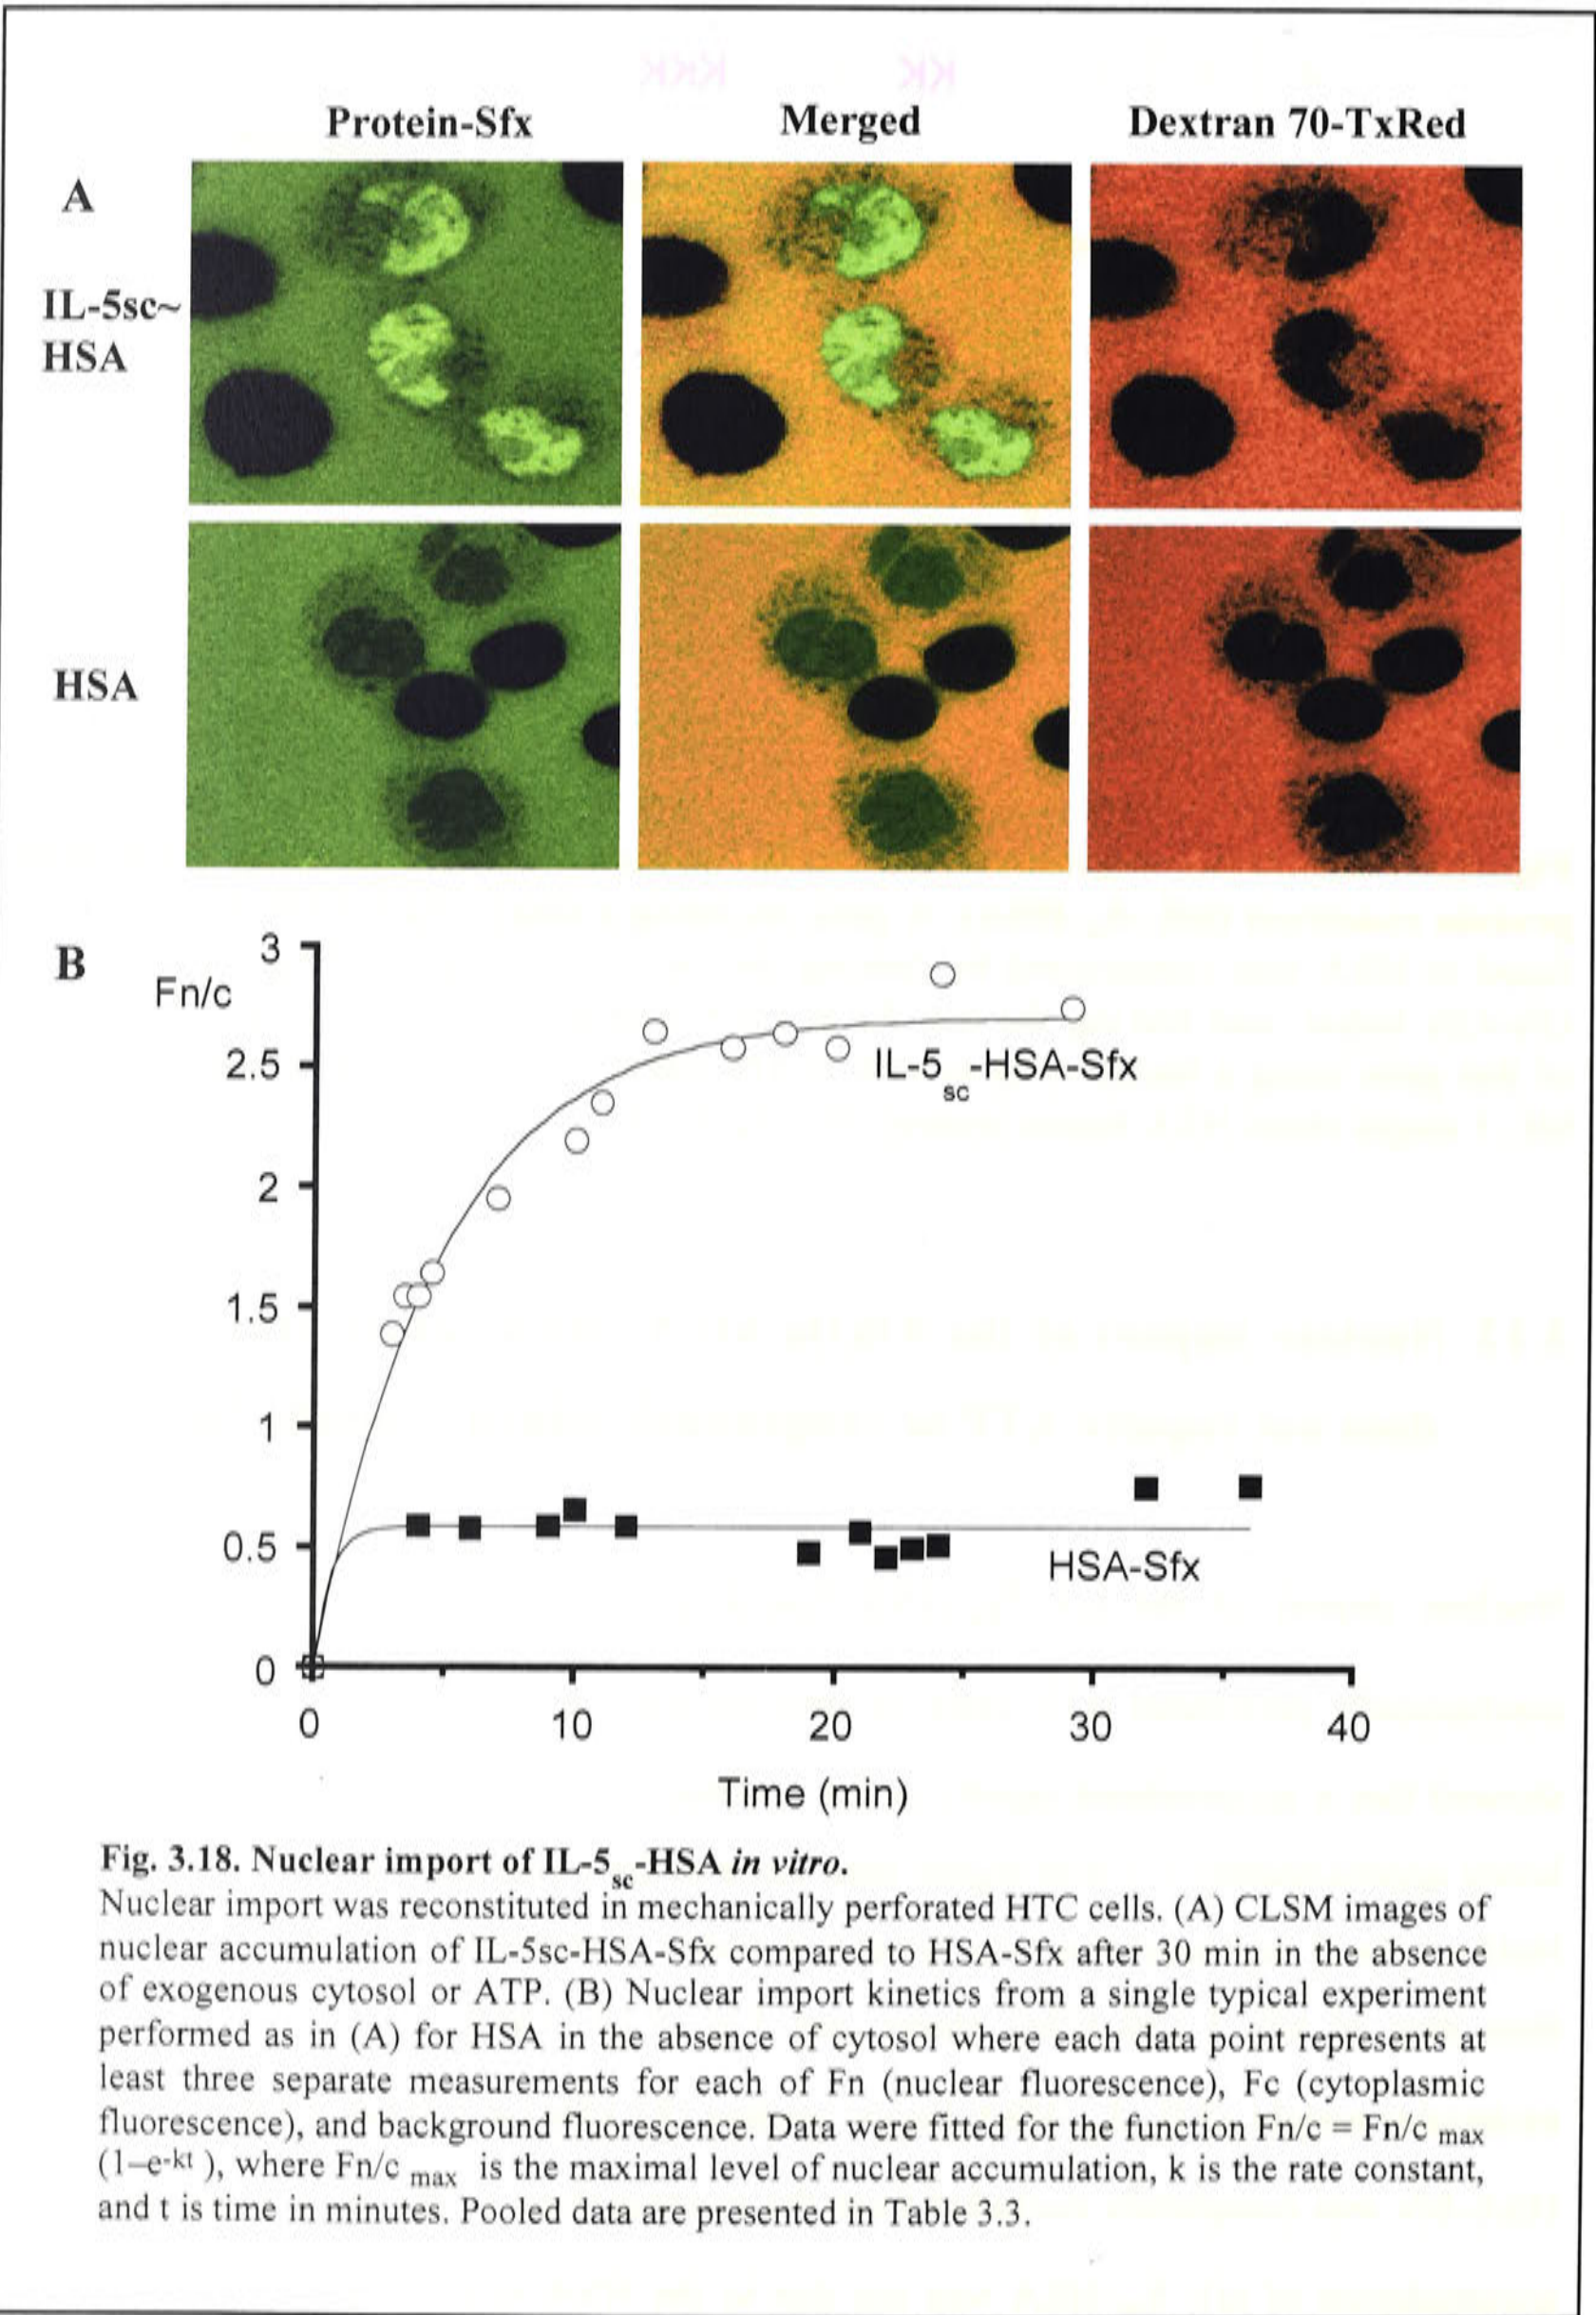 Protein-Sfx Merged Dextran 70-TxRed
A
IL-5sc~
HSA
HSA
B
Fn/c
3
2.5
2
1.5
1
0.5
0
IL-5sc-HSA-Sfx
HSA-Sfx
0 10 20 30 40
Time (min)
Fig. 3.18. Nuclear import of IL-5sc-HSA in vitro.
Nuclear import was reconstituted in mechanically perforated HTC cells. (A) CLSM images of
nuclear accumulation of IL-5sc-HSA-Sfx compared to HSA-Sfx after 30 min in the absence
of exogenous cytosol or ATP. (B) Nuclear import kinetics from a single typical experiment
performed as in (A) for HSA in the absence of cytosol where each data point represents at
least three separate measurements for each of Fn (nuclear fluorescence), Fc (cytoplasmic
fluorescence), and background fluorescence. Data were fitted for the function Fn/c = Fn/c max
(1–e-kt ), where Fn/c max is the maximal level of nuclear accumulation, k is the rate constant,
and t is time in minutes. Pooled data are presented in Table 3.3.